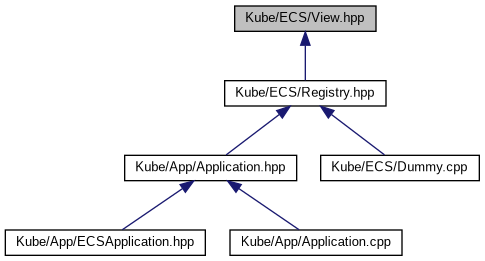 Kube/ECS/View.hpp
Kube/ECS/Registry.hpp
Kube/App/Application.hpp
Kube/ECS/Dummy.cpp
Kube/App/ECSApplication.hpp
Kube/App/Application.cpp